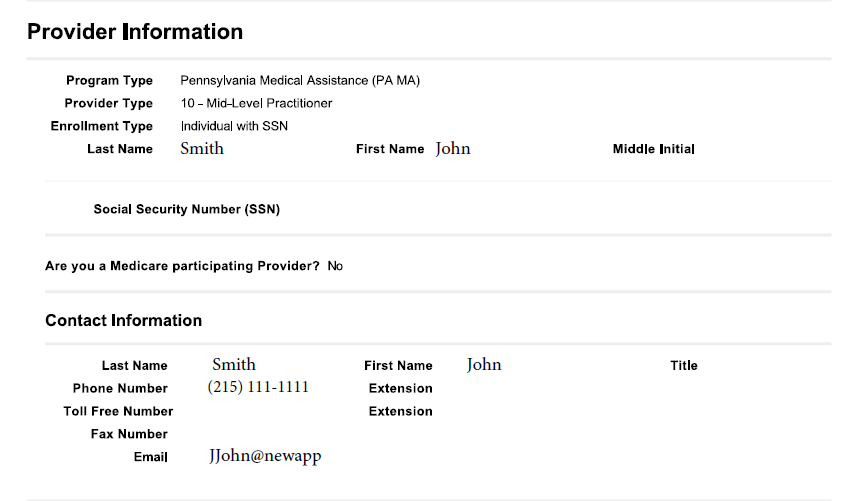 Provider Information
Program Type Pennsylvania Medical Assistance (PA MA)
Provider Type 10 - Mid-Level Practitioner
Enrollment Type Individual with SSN
Last Name Smith First Name John Middle Initial
Social Security Number (SSN)
Are you a Medicare participating Provider? No
Contact Information
Last Name Smith First Name John Title
Phone Number (215) 111-1111 Extension
Toll Free Number Extension
Fax Number
Email JJohn@newapp